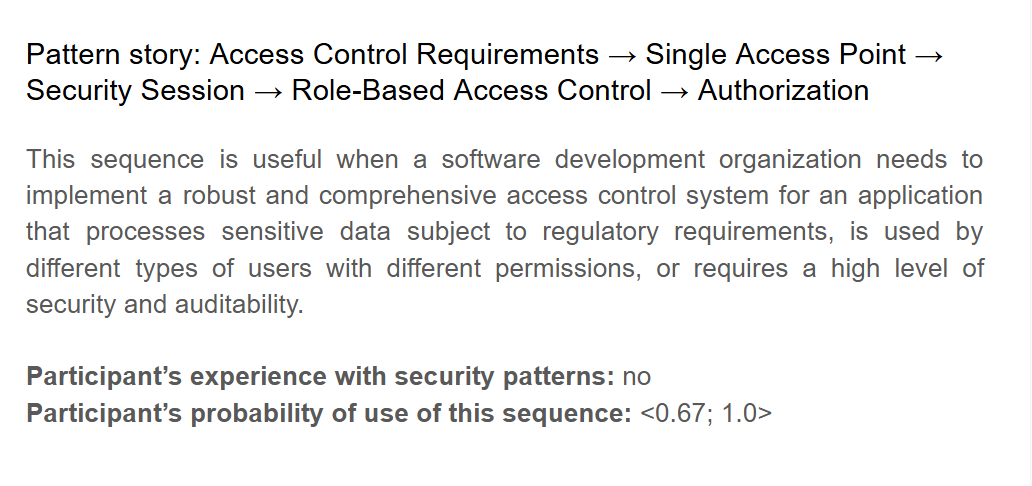 Pattern story: Access Control Requirements → Single Access Point →
Security Session → Role-Based Access Control → Authorization
This sequence is useful when a software development organization needs to
implement a robust and comprehensive access control system for an application
that processes sensitive data subject to regulatory requirements, is used by
different types of users with different permissions, or requires a high level of
security and auditability.
Participant’s experience with security patterns: no
Participant’s probability of use of this sequence: <0.67; 1.0>